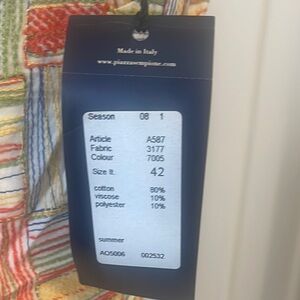 Made in Italy
www.piazzasempione.com
Season 08 1
Article A587
Fabric 3177
Colour 7005
Size It. 42
cotton 80%
viscose 10%
polyester 10%
summer
AO5006 002532